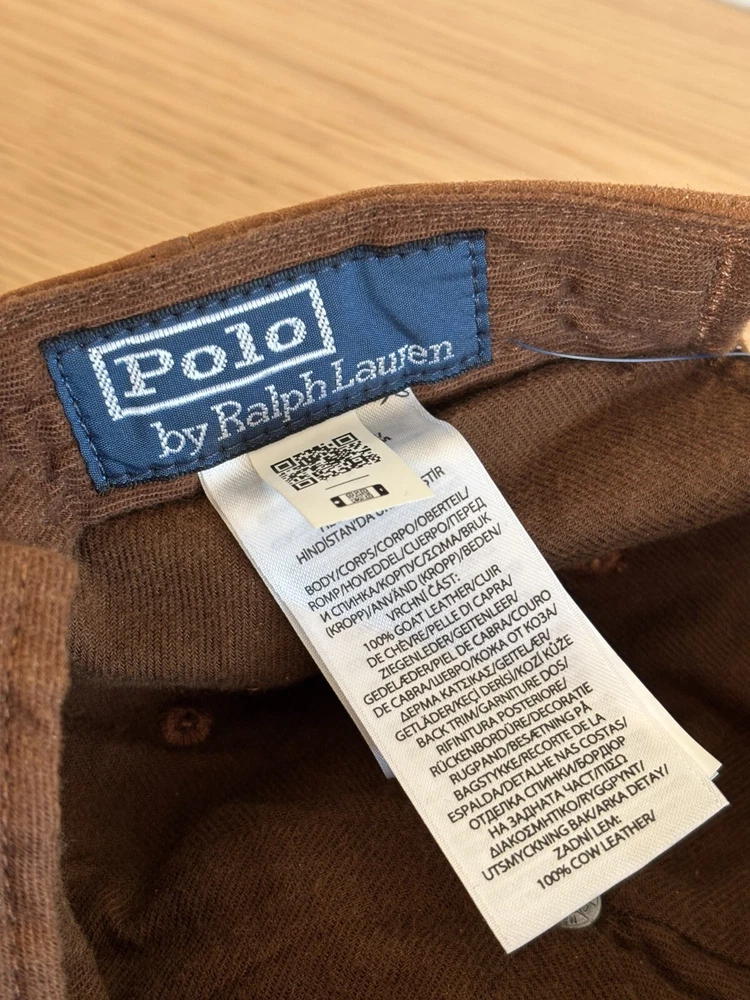 Polo
by Ralph Lauren
HİNDİSTAN'DA
BODY/CORPS/CORPO/OBERTEIL/
ROMP/HOVEDDEL/CUERPO/ПЕРЕД
И СПИНКА/КОРПУС/ΣΩΜΑ/BRUK
(KROPP)/ANVÄND (KROPP)/BEDEN/
VRCHNÍ ČÁST:
100% GOAT LEATHER/CUIR
DE CHÈVRE/PELLE DI CAPRA/
ZIEGENLEDER/GEITENLEER/
GEDELÆDER/PIEL DE CABRA/COURO
DE CABRA/ШЕВРО/КОЖА ОТ КОЗА/
ΔΕΡΜΑ ΚΑΤΣΙΚΑΣ/GEITELÆR/
GETLÄDER/KECİ DERİSİ/KOZÍ KŮŽE
BACK TRIM/GARNITURE DOS/
RIFINITURA POSTERIORE/
RÜCKENBORDÜRE/DECORATIE
RUGPAND/BESÆTNING PÅ
BAGSTYKKE/RECORTE DE LA
ESPALDA/DETALHE NAS COSTAS/
ОТДЕЛКА СПИНКИ/БОРДЮР
НА ЗАДНАТА ЧАСТ/ΠΙΣΩ
ΔΙΑΚΟΣΜΗΤΙΚΟ/RYGGPYNT/
UTSMYCKNING BAK/ARKA DETAY/
ZADNÍ LEM:
100% COW LEATHER/